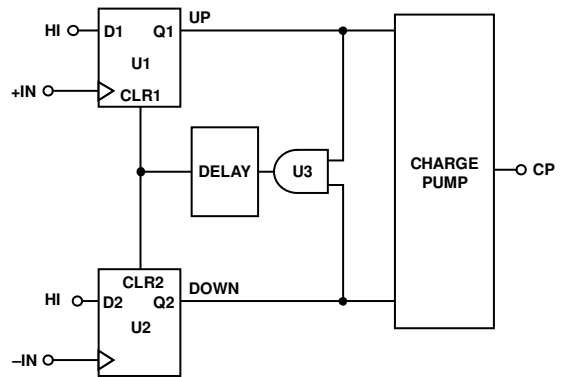 UP
HI D1 Q1
U1
+IN
CLR1
DELAY
U3
CHARGE
PUMP
CP
CLR2
DOWN
HI D2 Q2
U2
–IN